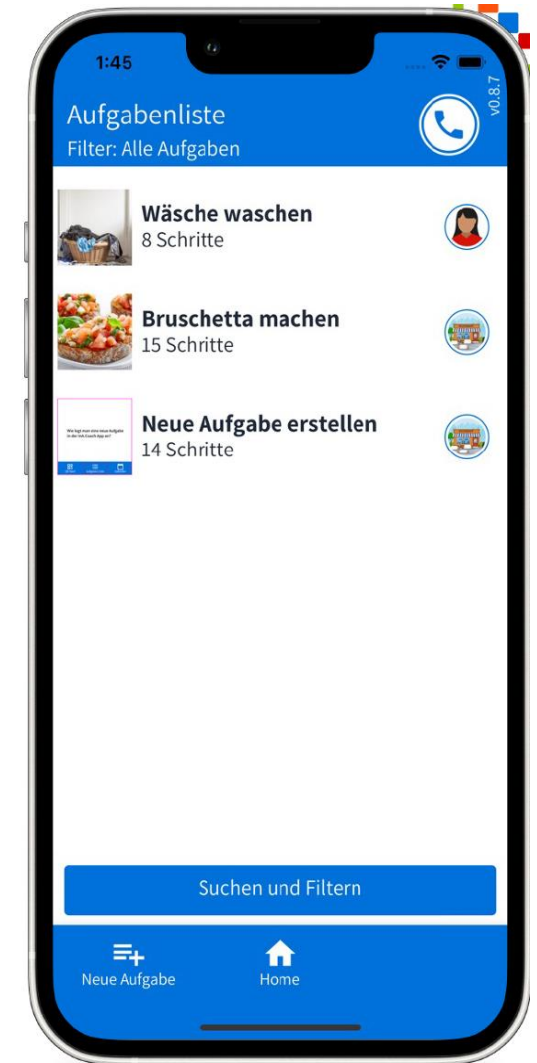 1:45
v0.8.7
Aufgabenliste
Filter: Alle Aufgaben
Wäsche waschen
8 Schritte
Bruschetta machen
15 Schritte
Neue Aufgabe erstellen
14 Schritte
Suchen und Filtern
Neue Aufgabe
Home